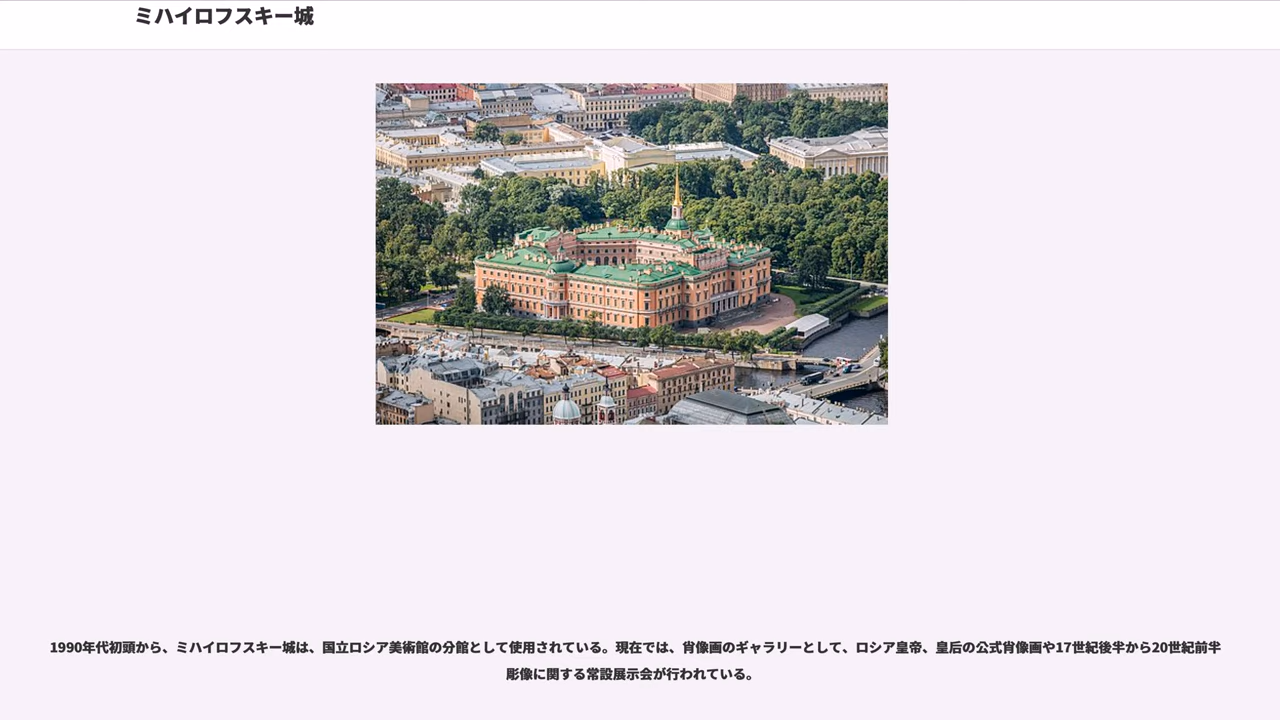 ミハイロフスキー城
1990年代初頭から、ミハイロフスキー城は、国立ロシア美術館の分館として使用されている。現在では、肖像画のギャラリーとして、ロシア皇帝、皇后の公式肖像画や17世紀後半から20世紀前半
彫像に関する常設展示会が行われている。